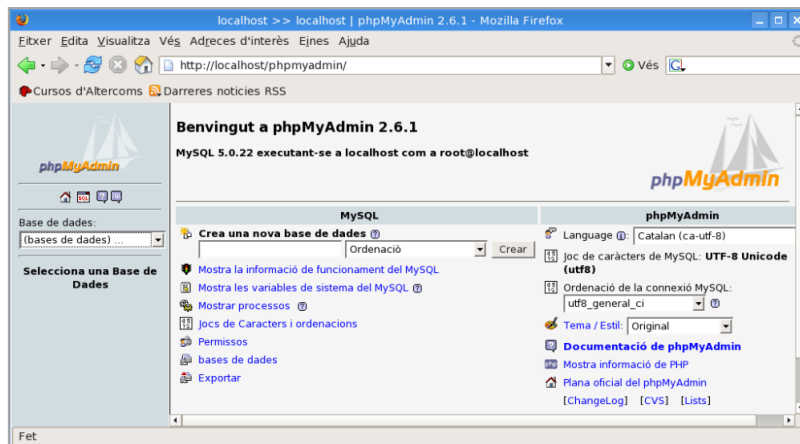 localhost >> localhost | phpMyAdmin 2.6.1 - Mozilla Firefox
Fitxer Edita Visualitza Vés Adreces d'interès Eines Ajuda
http://localhost/phpmyadmin/
Vés
G
Cursos d'Altercoms
Darreres noticies RSS
phpMyAdmin
SQL
Base de dades:
(bases de dades) ...
Selecciona una Base de
Dades
Benvingut a phpMyAdmin 2.6.1
MySQL 5.0.22 executant-se a localhost com a root@localhost
phpMyAdmin
MySQL
Crea una nova base de dades
Ordenació
Crear
Mostra la informació de funcionament del MySQL
Mostra les variables de sistema del MySQL
Mostrar processos
Jocs de Caracters i ordenacions
Permissos
bases de dades
Exportar
phpMyAdmin
Language
: Catalan (ca-utf-8)
Joc de caràcters de MySQL: UTF-8 Unicode
(utf8)
Ordenación de la connexió MySQL:
utf8_general_ci
Tema / Estil: Original
Documentació de phpMyAdmin
Mostra informació de PHP
Plana oficial del phpMyAdmin
[ChangeLog] [CVS] [Lists]
Fet